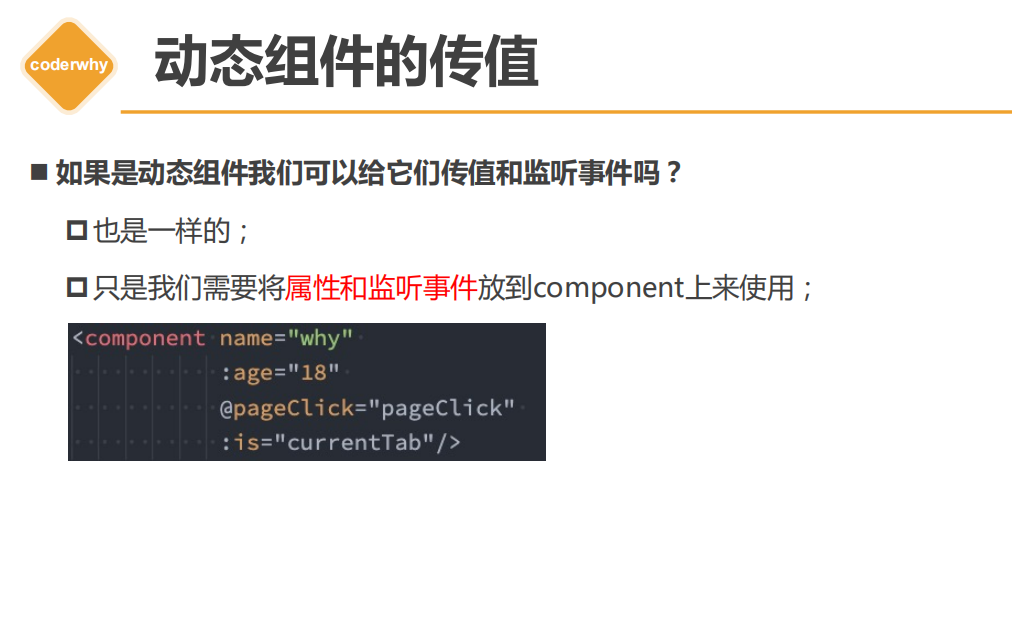 coderwhy
动态组件的传值
如果是动态组件我们可以给它们传值和监听事件吗？
也是一样的；
只是我们需要将属性和监听事件放到component上来使用；
<component name="why"
:age="18"
@pageClick="pageClick"
:is="currentTab"/>